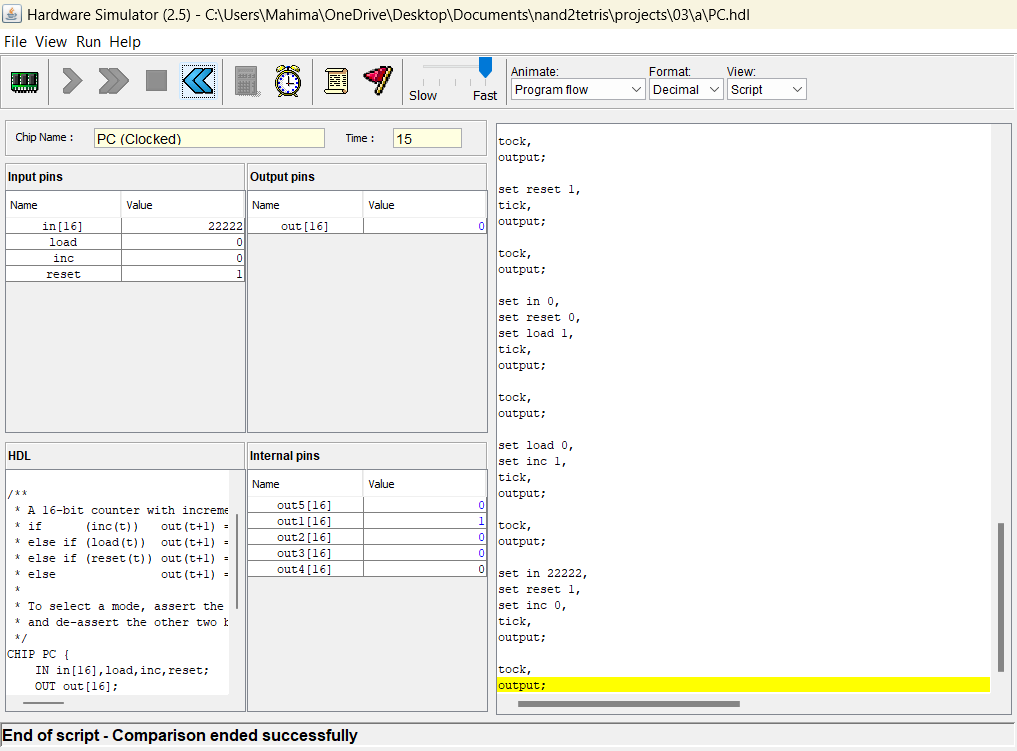 Hardware Simulator (2.5) - C:\Users\Mahima\OneDrive\Desktop\Documents\nand2tetris\projects\03\a\PC.hdl
File View Run Help
Slow Fast
Animate:
Program flow
Format:
Decimal
View:
Script
Chip Name : PC (Clocked) Time : 15
Input pins
Name Value
in[16] 22222
load 0
inc 0
reset 1
Output pins
Name Value
out[16] 0
HDL
/**
* A 16-bit counter with increme
* if (inc(t)) out(t+1) =
* else if (load(t)) out(t+1) =
* else if (reset(t)) out(t+1) =
* else out(t+1) =
*
* To select a mode, assert the
* and de-assert the other two b
*/
CHIP PC {
IN in[16],load,inc,reset;
OUT out[16];
Internal pins
Name Value
out5[16] 0
out1[16] 1
out2[16] 0
out3[16] 0
out4[16] 0
tock,
output;
set reset 1,
tick,
output;
tock,
output;
set in 0,
set reset 0,
set load 1,
tick,
output;
tock,
output;
set load 0,
set inc 1,
tick,
output;
tock,
output;
set in 22222,
set reset 1,
set inc 0,
tick,
output;
tock,
output;
End of script - Comparison ended successfully